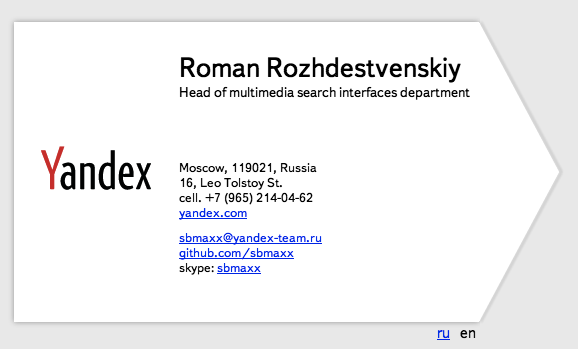 Roman Rozhdestvenskiy
Head of multimedia search interfaces department
Yandex
Moscow, 119021, Russia
16, Leo Tolstoy St.
cell. +7 (965) 214-04-62
yandex.com
sbmaxx@yandex-team.ru
github.com/sbmaxx
skype: sbmaxx
ru en